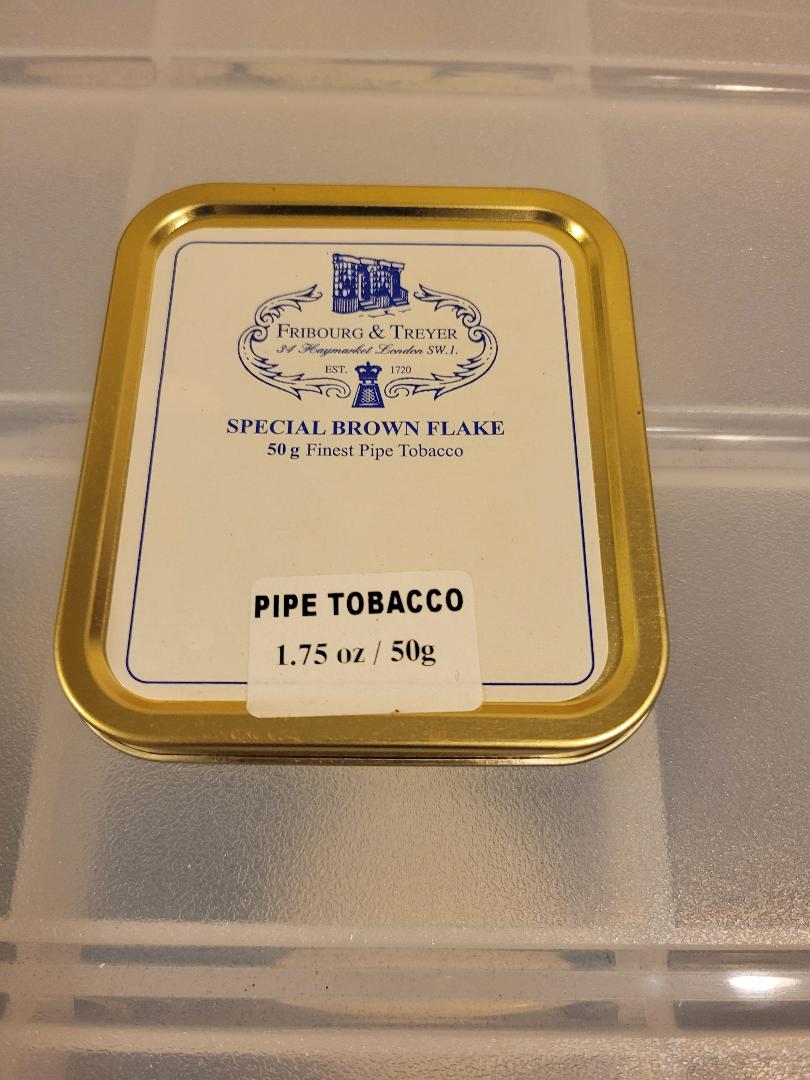 FRIBOURG & TREYER
34 Haymarket London SW.1.
EST. 1720
SPECIAL BROWN FLAKE
50 g Finest Pipe Tobacco
PIPE TOBACCO
1.75 oz / 50g